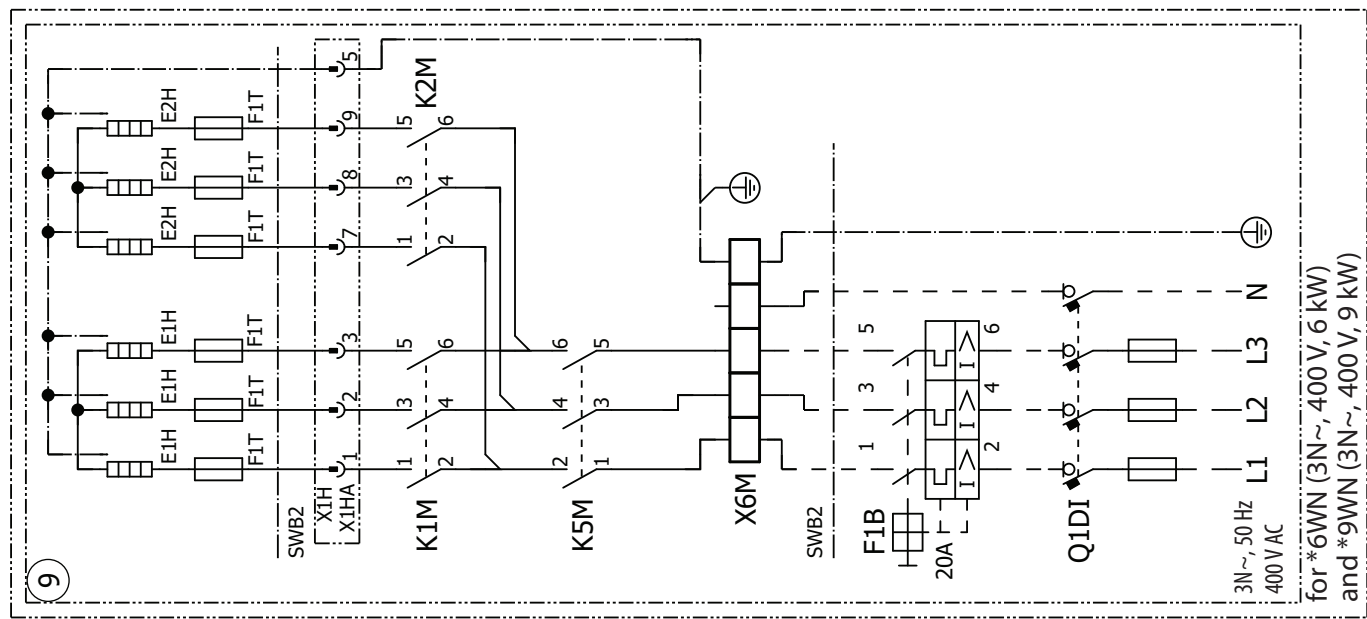 9
E1H
E1H
E1H
E2H
E2H
E2H
F1T
F1T
F1T
F1T
F1T
F1T
SWB2
X1H
X1HA
1
2
3
7
8
9
5
K1M
1
3
5
2
4
6
K2M
1
3
5
2
4
6
K5M
2
4
6
1
3
5
X6M
SWB2
F1B
1
3
5
20A
I>
I>
I>
2
4
6
Q1DI
3N~, 50 Hz
400 V AC
L1
L2
L3
N
for *6WN (3N~, 400 V, 6 kW)
and *9WN (3N~, 400 V, 9 kW)